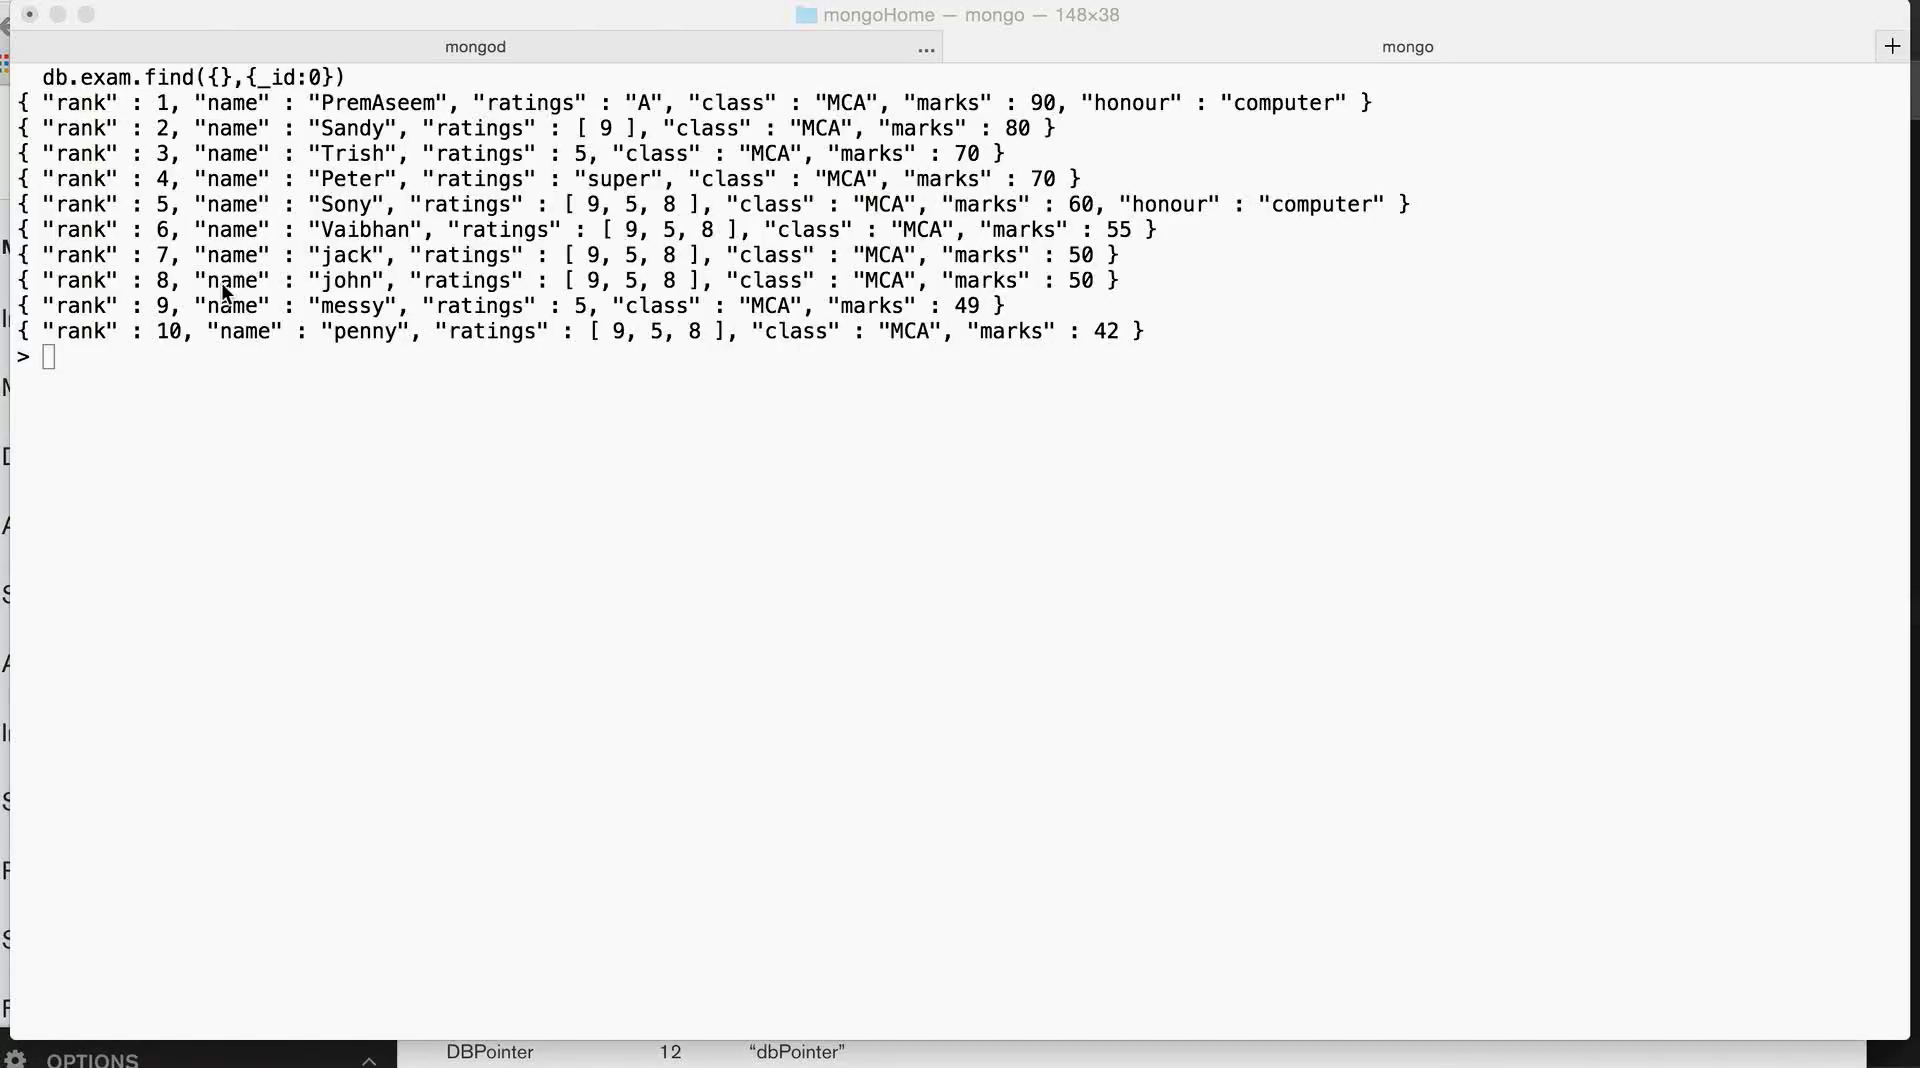 mongoHome — mongo — 148×38
mongod
...
mongo
+
db.exam.find({},{_id:0})
{ "rank" : 1, "name" : "PremAseem", "ratings" : "A", "class" : "MCA", "marks" : 90, "honour" : "computer" }
{ "rank" : 2, "name" : "Sandy", "ratings" : [ 9 ], "class" : "MCA", "marks" : 80 }
{ "rank" : 3, "name" : "Trish", "ratings" : 5, "class" : "MCA", "marks" : 70 }
{ "rank" : 4, "name" : "Peter", "ratings" : "super", "class" : "MCA", "marks" : 70 }
{ "rank" : 5, "name" : "Sony", "ratings" : [ 9, 5, 8 ], "class" : "MCA", "marks" : 60, "honour" : "computer" }
{ "rank" : 6, "name" : "Vaibhan", "ratings" : [ 9, 5, 8 ], "class" : "MCA", "marks" : 55 }
{ "rank" : 7, "name" : "jack", "ratings" : [ 9, 5, 8 ], "class" : "MCA", "marks" : 50 }
{ "rank" : 8, "name" : "john", "ratings" : [ 9, 5, 8 ], "class" : "MCA", "marks" : 50 }
{ "rank" : 9, "name" : "messy", "ratings" : 5, "class" : "MCA", "marks" : 49 }
{ "rank" : 10, "name" : "penny", "ratings" : [ 9, 5, 8 ], "class" : "MCA", "marks" : 42 }
>
OPTIONS
DBPointer 12 “dbPointer”